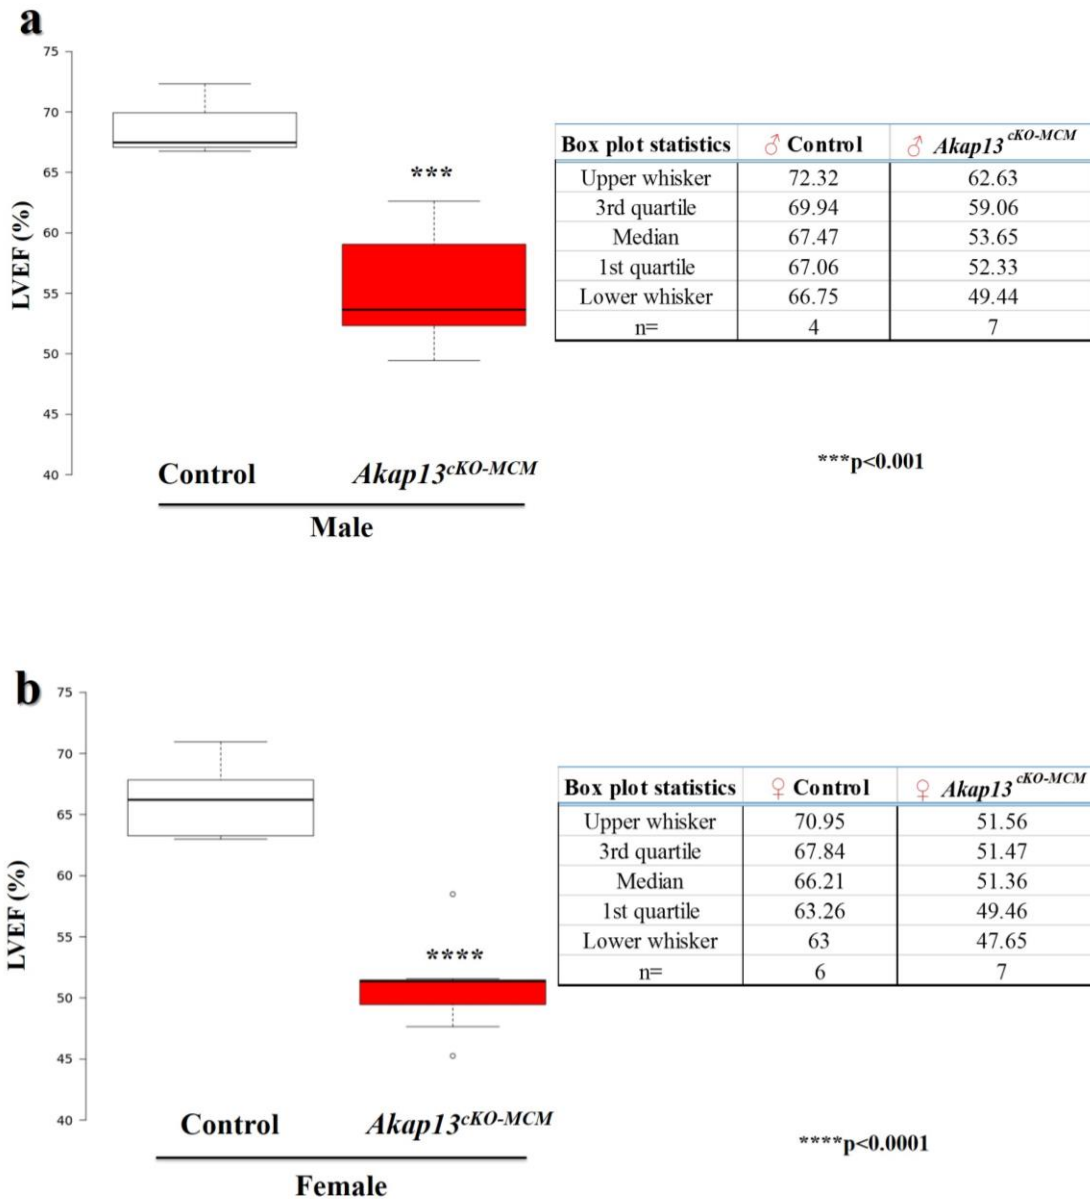 a
75
70
65
60
55
50
45
40
LVEF (%)
***
Control Akap13cKO-MCM
Male
Box plot statistics ♂ Control ♂ Akap13 cKO-MCM
Upper whisker 72.32 62.63
3rd quartile 69.94 59.06
Median 67.47 53.65
1st quartile 67.06 52.33
Lower whisker 66.75 49.44
n= 4 7
***p<0.001
b
75
70
65
60
55
50
45
40
LVEF (%)
****
Control Akap13cKO-MCM
Female
Box plot statistics ♀ Control ♀ Akap13 cKO-MCM
Upper whisker 70.95 51.56
3rd quartile 67.84 51.47
Median 66.21 51.36
1st quartile 63.26 49.46
Lower whisker 63 47.65
n= 6 7
****p<0.0001